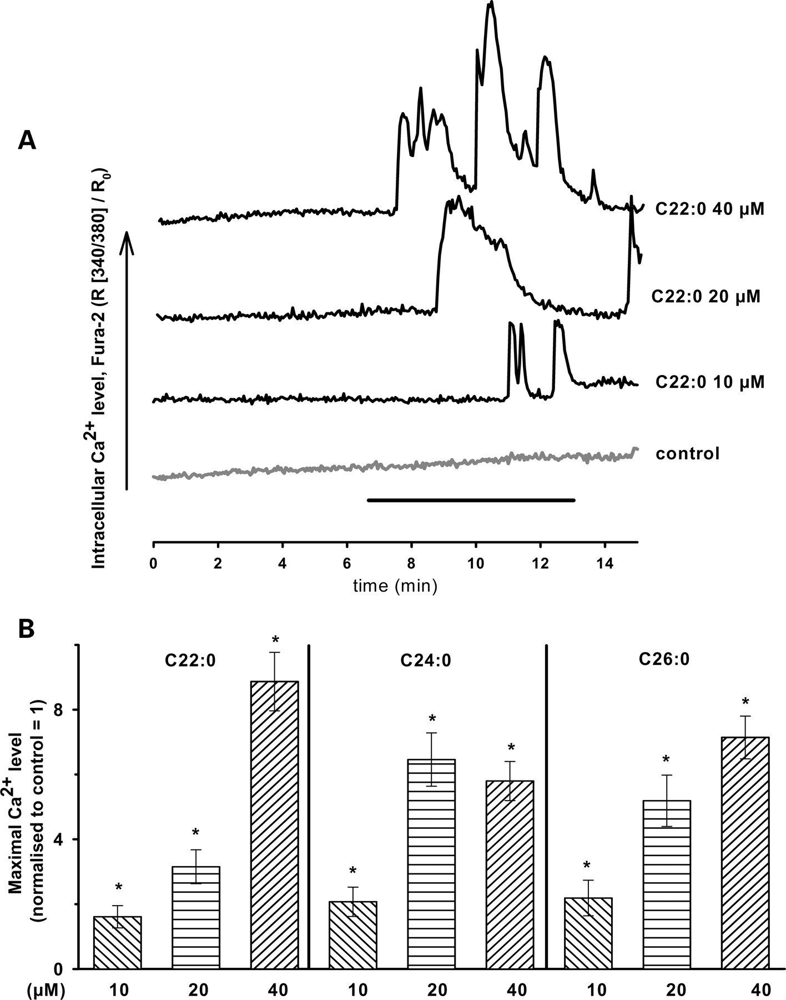 A
Intracellular Ca2+ level, Fura-2 (R [340/380] / R0)
C22:0 40 µM
C22:0 20 µM
C22:0 10 µM
control
0 2 4 6 8 10 12 14
time (min)
B
Maximal Ca2+ level
(normalised to control = 1)
C22:0 C24:0 C26:0
* * * * * * * * *
8
4
0
(µM) 10 20 40 10 20 40 10 20 40